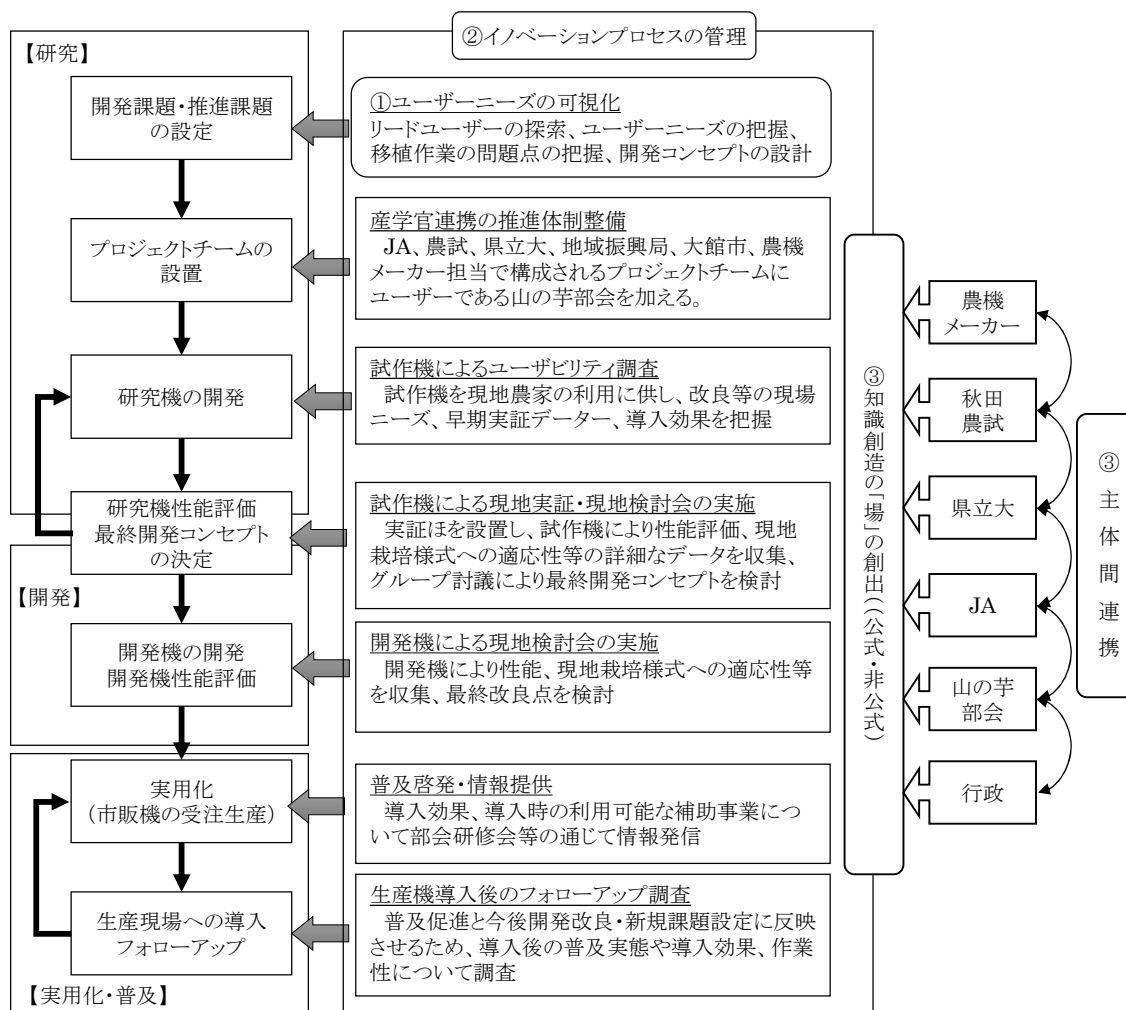 【研究】
開発課題・推進課題
の設定
プロジェクトチームの
設置
研究機の開発
研究機性能評価
最終開発コンセプト
の決定
【開発】
開発機の開発
開発機性能評価
実用化
(市販機の受注生産)
生産現場への導入
フォローアップ
【実用化・普及】
②イノベーションプロセスの管理
①ユーザーニーズの可視化
リードユーザーの探索、ユーザーニーズの把握、
移植作業の問題点の把握、開発コンセプトの設計
産学官連携の推進体制整備
JA、農試、県立大、地域振興局、大館市、農機
メーカー担当で構成されるプロジェクトチームに
ユーザーである山の芋部会を加える。
試作機によるユーザビリティ調査
試作機を現地農家の利用に供し、改良等の現場
ニーズ、早期実証データー、導入効果を把握
試作機による現地実証・現地検討会の実施
実証ほを設置し、試作機により性能評価、現地
栽培様式への適応性等の詳細なデータを収集、
グループ討議により最終開発コンセプトを検討
開発機による現地検討会の実施
開発機により性能、現地栽培様式への適応性等
を収集、最終改良点を検討
普及啓発・情報提供
導入効果、導入時の利用可能な補助事業につ
いて部会研修会等の通じて情報発信
生産機導入後のフォローアップ調査
普及促進と今後開発改良・新規課題設定に反映
させるため、導入後の普及実態や導入効果、作業
性について調査
③知識創造の「場」の創出((公式・非公式)
農機
メーカー
秋田
農試
県立大
JA
山の芋
部会
行政
③主体間連携